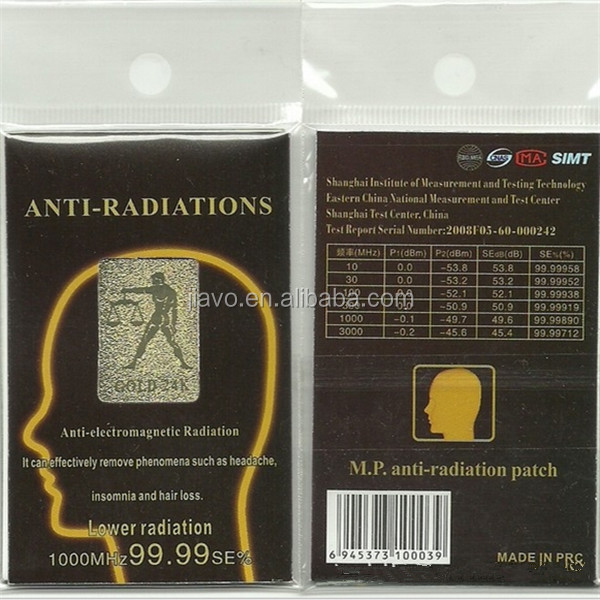 ANTI-RADIATIONS
GOLD 24K
Anti-electromagnetic Radiation
It can effectively remove phenomena such as headache,
insomnia and hair loss.
Lower radiation
1000MHz99.99SE%
CNAS MA SIMT
Shanghai Institute of Measurement and Testing Technology
Eastern China National Measurement and Test Center
Shanghai Test Center, China
Test Report Serial Number:2008F05-60-000242
频率(MHz) P1(dBm) P2(dBm) SEdB(dB) SE%(%)
10 0.0 -53.8 53.8 99.99958
30 0.0 -53.2 53.2 99.99952
100 -52.1 52.1 99.99938
-50.9 50.9 99.99919
1000 -0.1 -49.7 49.6 99.99890
3000 -0.2 -45.6 45.4 99.99712
M.P. anti-radiation patch
6 945373 100039
MADE IN PRC
jiavo.en.alibaba.com